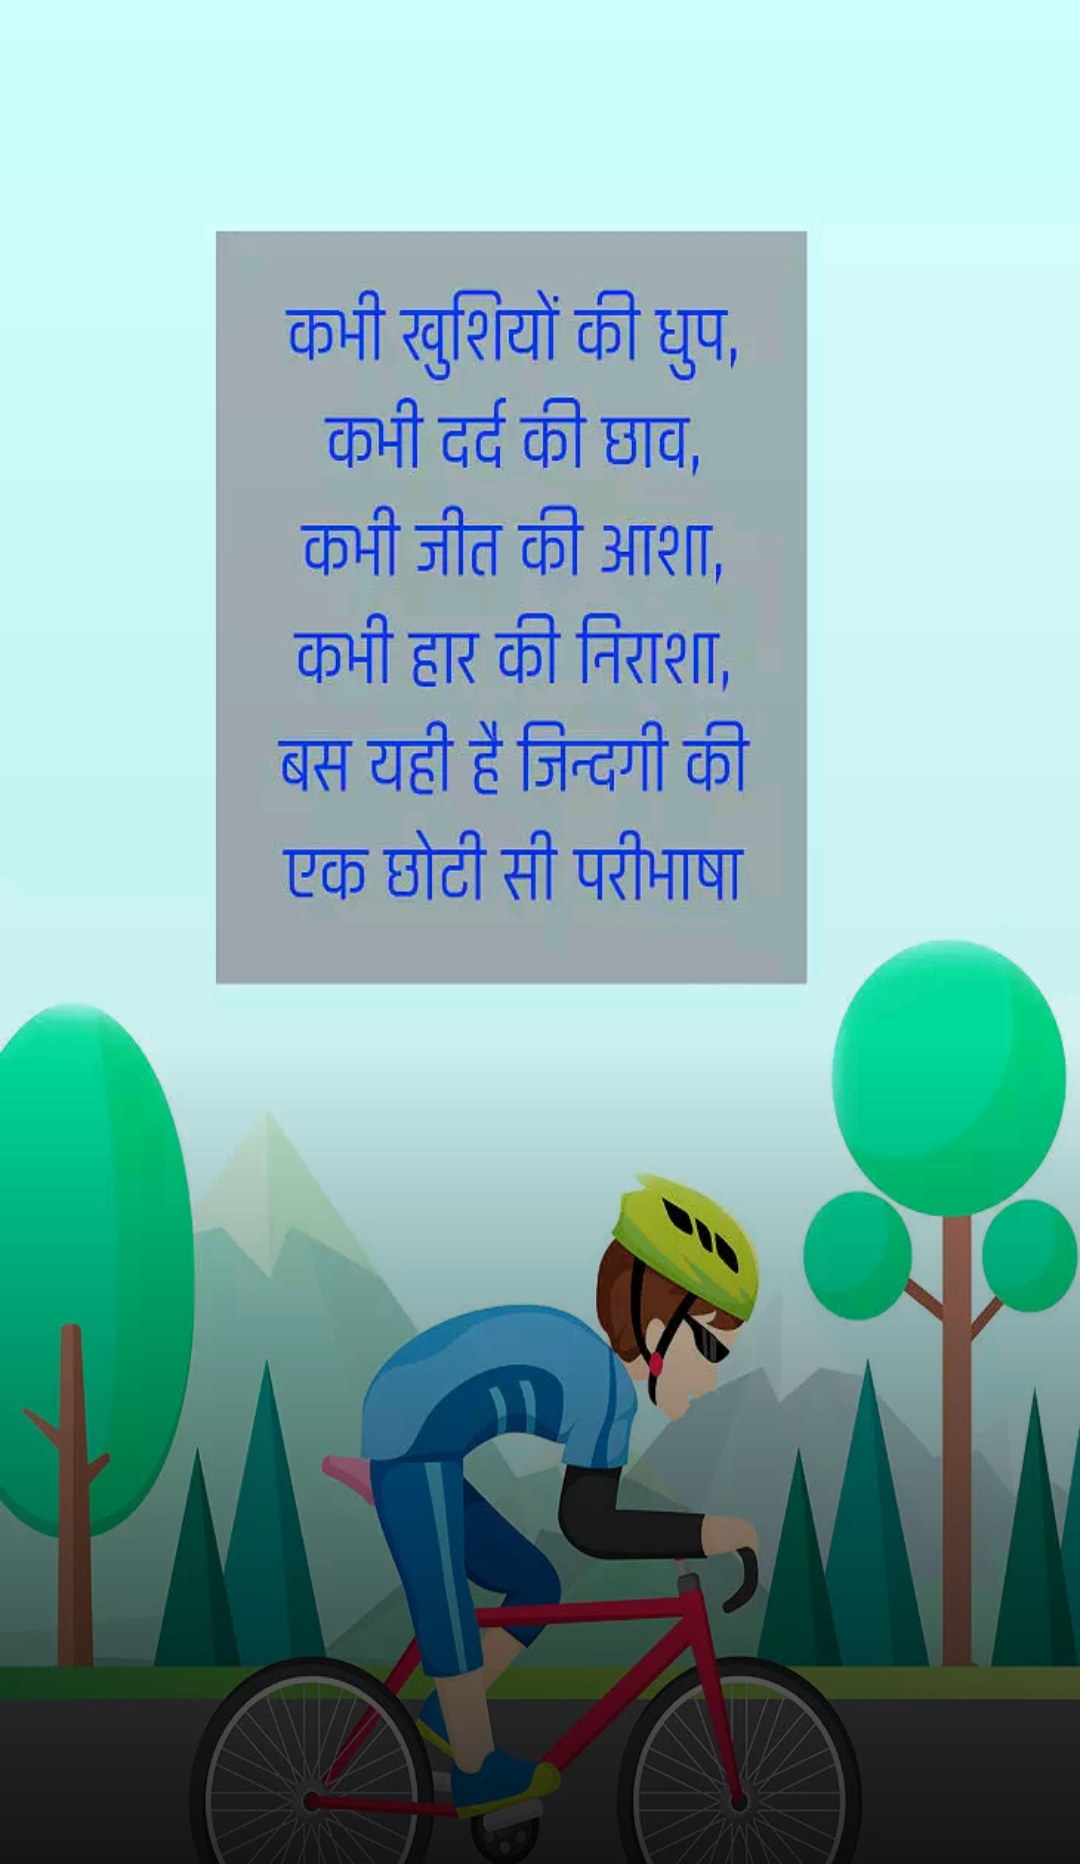 कभी खुशियों की धुप,
कभी दर्द की छाव,
कभी जीत की आशा,
कभी हार की निराशा,
बस यही है जिन्दगी की
एक छोटी सी परीभाषा